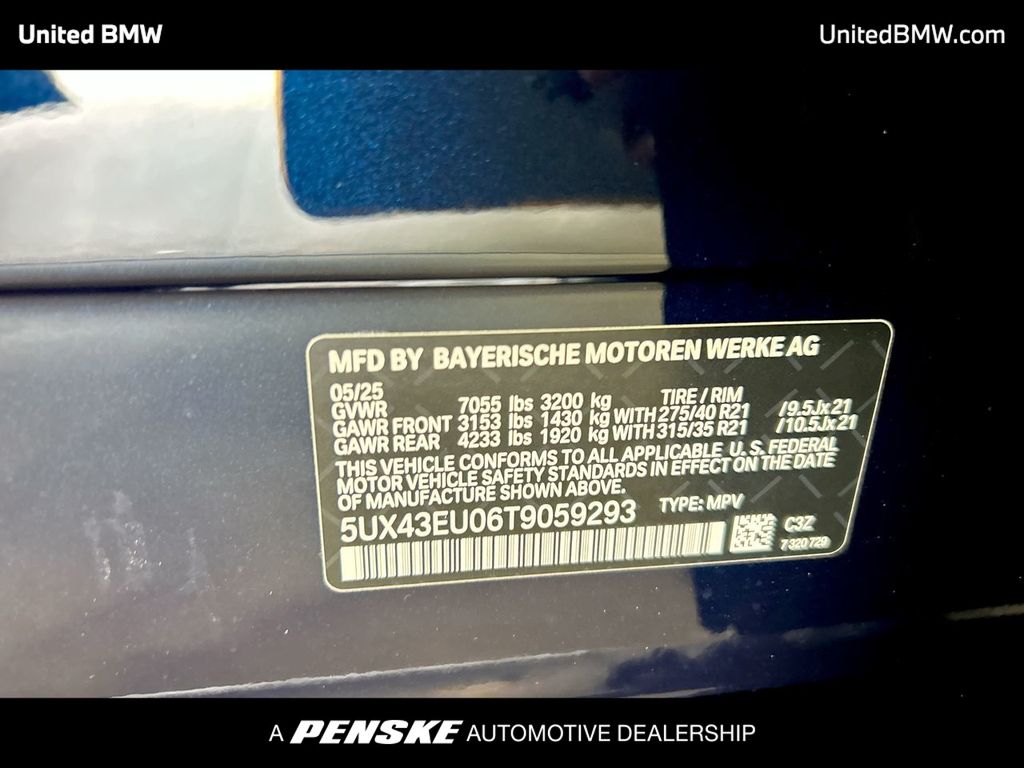 United BMW
UnitedBMW.com
MFD BY BAYERISCHE MOTOREN WERKE AG
05/25
TIRE / RIM
GVWR 7055 lbs 3200 kg
GAWR FRONT 3153 lbs 1430 kg WITH 275/40 R21 /9.5Jx21
GAWR REAR 4233 lbs 1920 kg WITH 315/35 R21 /10.5Jx21
THIS VEHICLE CONFORMS TO ALL APPLICABLE U.S. FEDERAL
MOTOR VEHICLE SAFETY STANDARDS IN EFFECT ON THE DATE
OF MANUFACTURE SHOWN ABOVE.
5UX43EU06T9059293 TYPE: MPV
C3Z
7 320 729
A PENSKE AUTOMOTIVE DEALERSHIP